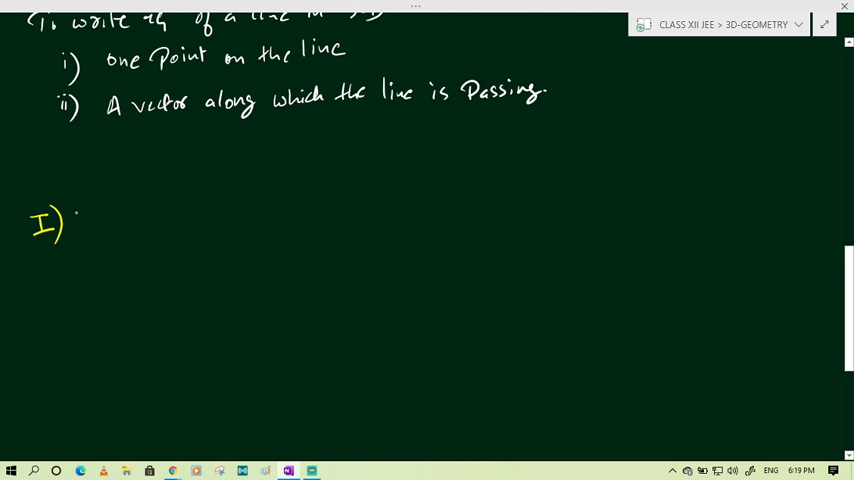 To write eq of a line in 3D
CLASS XII JEE > 3D-GEOMETRY
i) one Point on the line
ii) A vector along which the line is Passing.
I)
ENG
6:19 PM